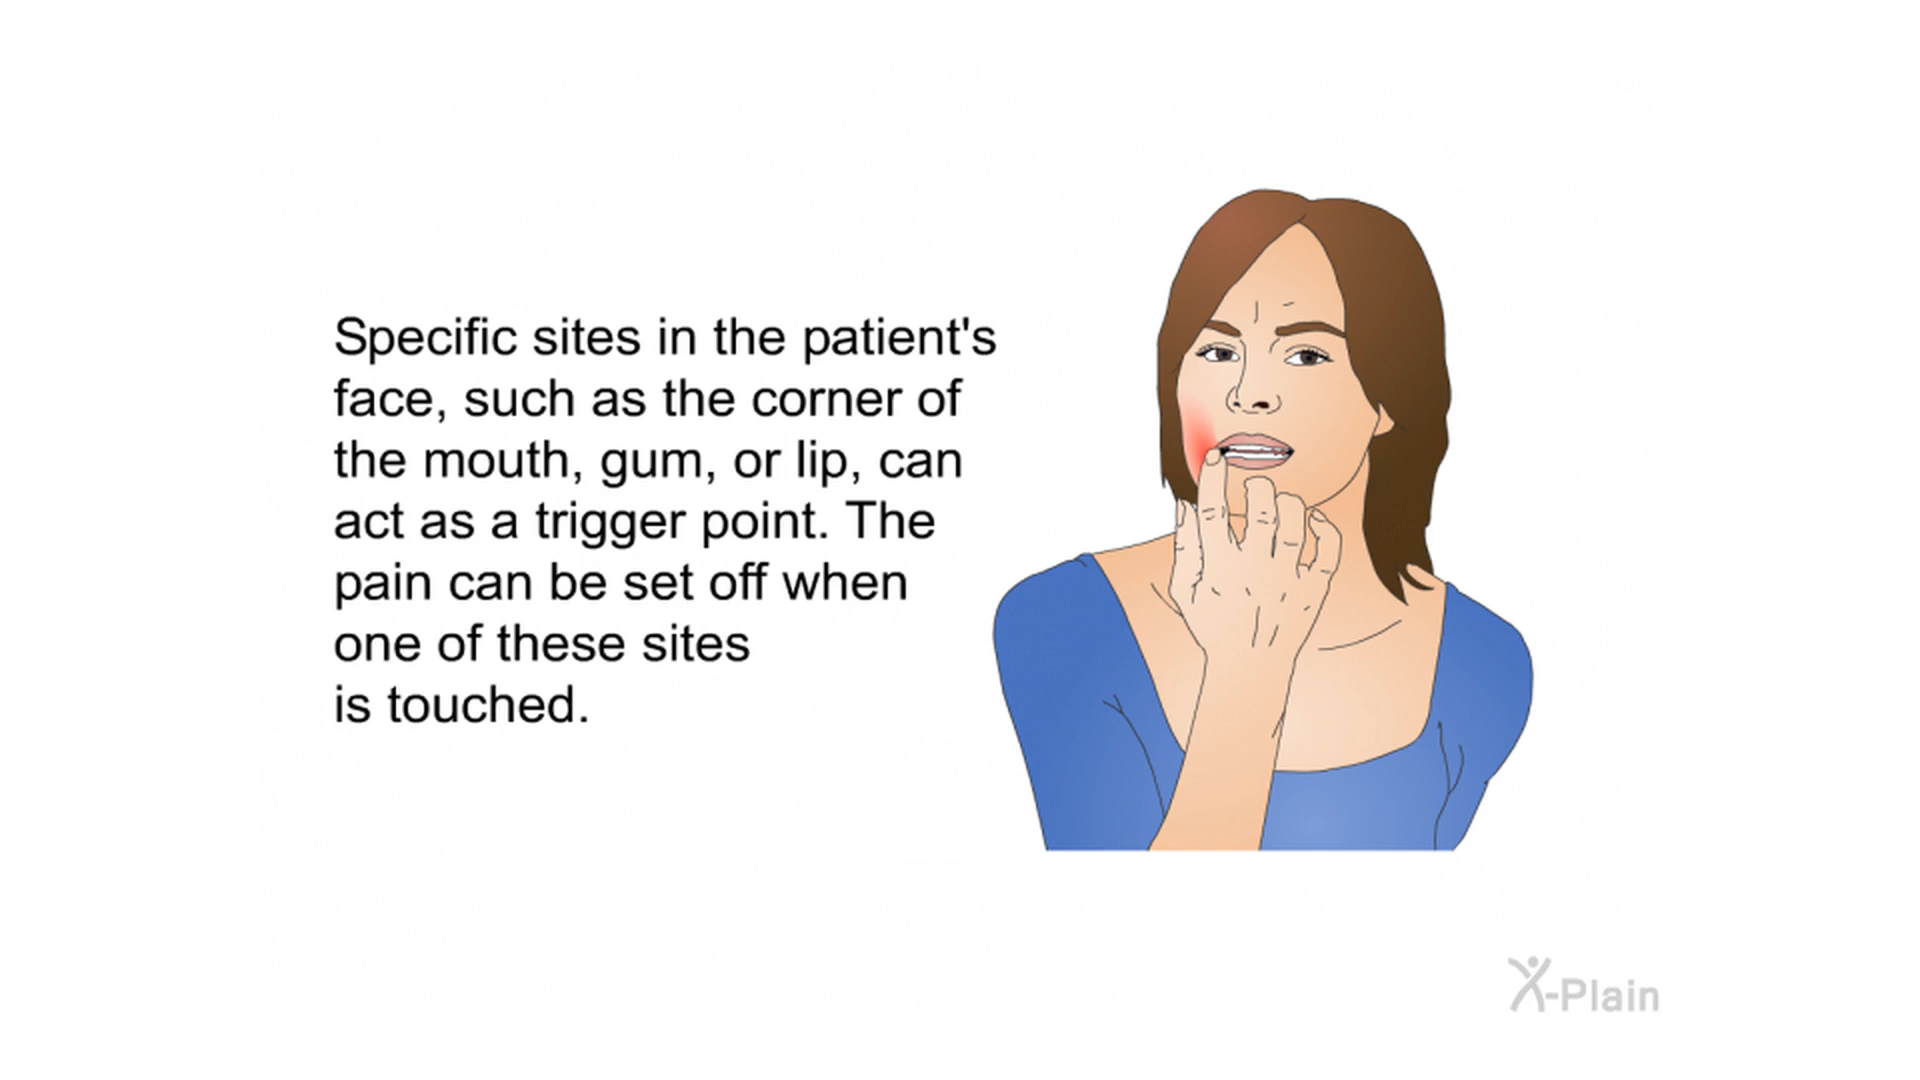 Specific sites in the patient's
face, such as the corner of
the mouth, gum, or lip, can
act as a trigger point. The
pain can be set off when
one of these sites
is touched.
X-Plain